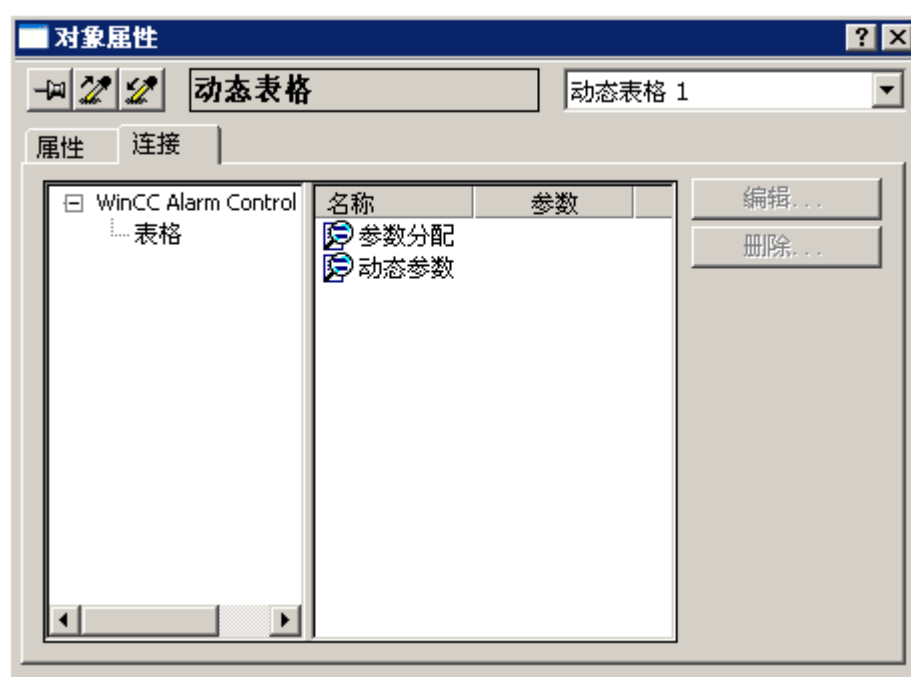 对象属性
动态表格 动态表格 1
属性 连接
WinCC Alarm Control 名称 参数 编辑...
表格 参数分配 删除...
动态参数